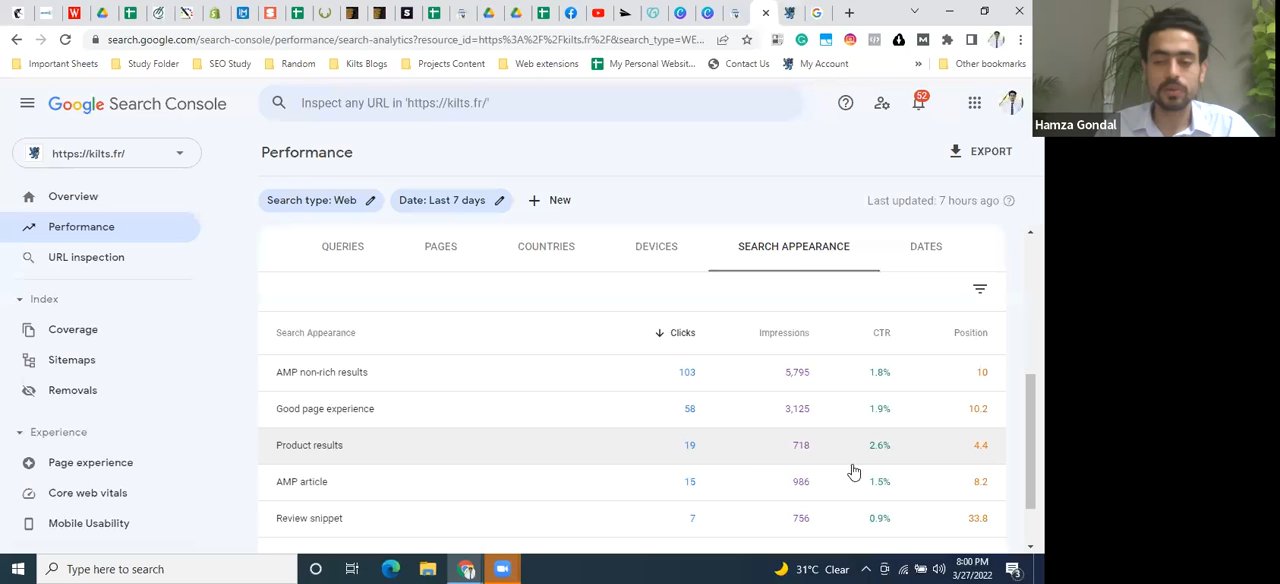 search.google.com/search-console/performance/search-analytics?resource_id=https%3A%2F%2Fkilts.fr%2F&search_type=WE...
Important Sheets
Study Folder
SEO Study
Random
Kilts Blogs
Projects Content
Web extensions
My Personal Websit...
Contact Us
My Account
»
Other bookmarks
Google Search Console
Inspect any URL in 'https://kilts.fr/'
52
Hamza Gondal
https://kilts.fr/
Performance
EXPORT
Search type: Web
Date: Last 7 days
+ New
Last updated: 7 hours ago
Overview
Performance
URL inspection
Index
Coverage
Sitemaps
Removals
Experience
Page experience
Core web vitals
Mobile Usability
QUERIES PAGES COUNTRIES DEVICES SEARCH APPEARANCE DATES
Search Appearance Clicks Impressions CTR Position
AMP non-rich results 103 5,795 1.8% 10
Good page experience 58 3,125 1.9% 10.2
Product results 19 718 2.6% 4.4
AMP article 15 986 1.5% 8.2
Review snippet 7 756 0.9% 33.8
Type here to search
31°C Clear
8:00 PM
3/27/2022
3